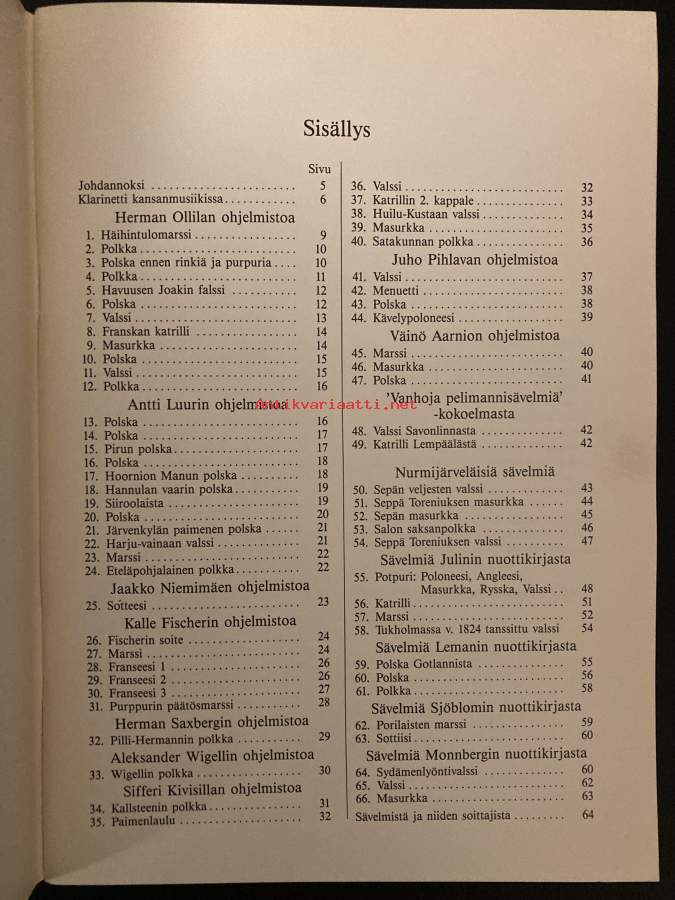 Sisällys
Sivu
Johdannoksi ........................ 5
Klarinetti kansanmusiikissa ............ 6
Herman Ollilan ohjelmistoa
1. Häihintulomarssi ................. 9
2. Polkka .......................... 10
3. Polska ennen rinkiä ja purpuria .... 10
4. Polkka .......................... 11
5. Havuusen Joakin falssi ........... 12
6. Polska .......................... 12
7. Valssi .......................... 13
8. Franskan katrilli ................ 14
9. Masurkka ....................... 14
10. Polska .......................... 15
11. Valssi .......................... 15
12. Polkka .......................... 16
Antti Luurin ohjelmistoa
13. Polska .......................... 16
14. Polska .......................... 17
15. Pirun polska ..................... 17
16. Polska .......................... 18
17. Hoornion Manun polska .......... 18
18. Hannulan vaarin polska ........... 19
19. Siiroolaista ...................... 19
20. Polska .......................... 20
21. Järvenkylän paimenen polska ...... 21
22. Harju-vainaan valssi .............. 21
23. Marssi .......................... 22
24. Eteläpohjalainen polkka ........... 22
Jaakko Niemimäen ohjelmistoa
25. Sotteesi ......................... 23
Kalle Fischerin ohjelmistoa
26. Fischerin soite ................... 24
27. Marssi .......................... 24
28. Franseesi 1 ...................... 26
29. Franseesi 2 ...................... 26
30. Franseesi 3 ...................... 27
31. Purppurin päätösmarssi ........... 28
Herman Saxbergin ohjelmistoa
32. Pilli-Hermannin polkka ........... 29
Aleksander Wigellin ohjelmistoa
33. Wigellin polkka .................. 30
Sifferi Kivisillan ohjelmistoa
34. Kallsteenin polkka ................ 31
35. Paimenlaulu ..................... 32
36. Valssi .......................... 32
37. Katrillin 2. kappale ............... 33
38. Huilu-Kustaan valssi .............. 34
39. Masurkka ....................... 35
40. Satakunnan polkka ............... 36
Juho Pihlavan ohjelmistoa
41. Valssi .......................... 37
42. Menuetti ........................ 38
43. Polska .......................... 38
44. Kävelypoloneesi .................. 39
Väinö Aarnion ohjelmistoa
45. Marssi .......................... 40
46. Masurkka ....................... 40
47. Polska .......................... 41
'Vanhoja pelimannisävelmiä'
-kokoelmasta
48. Valssi Savonlinnasta .............. 42
49. Katrilli Lempäälästä .............. 42
Nurmijärveläisiä sävelmiä
50. Sepän veljesten valssi ............. 43
51. Seppä Toreniuksen masurkka ...... 44
52. Sepän masurkka .................. 45
53. Salon saksanpolkka ............... 46
54. Seppä Toreniuksen valssi .......... 47
Sävelmiä Julinin nuottikirjasta
55. Potpuri: Poloneesi, Angleesi,
Masurkka, Rysska, Valssi .. 48
56. Katrilli .......................... 51
57. Marssi .......................... 52
58. Tukholmassa v. 1824 tanssittu valssi 54
Sävelmiä Lemanin nuottikirjasta
59. Polska Gotlannista ............... 55
60. Polska .......................... 56
61. Polkka .......................... 58
Sävelmiä Sjöblomin nuottikirjasta
62. Porilaisten marssi ................ 59
63. Sottiisi .......................... 60
Sävelmiä Monnbergin nuottikirjasta
64. Sydämenlyöntivalssi .............. 60
65. Valssi .......................... 62
66. Masurkka ....................... 63
Sävelmistä ja niiden soittajista ......... 64
antikvariaatti.net